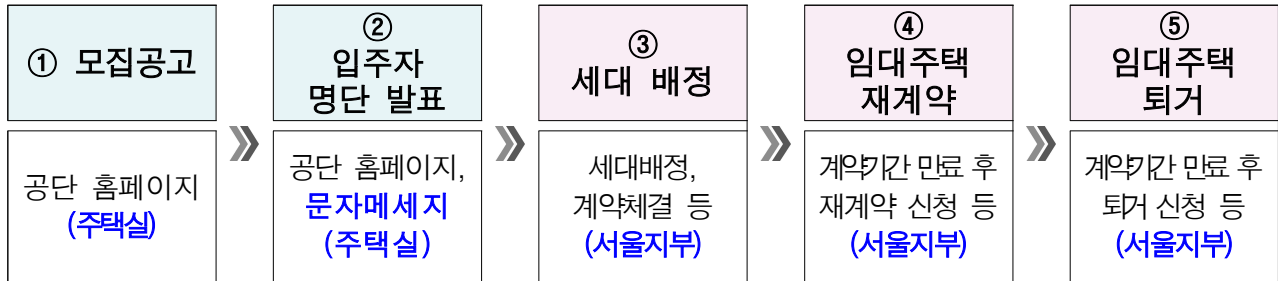 ① 모집공고
공단 홈페이지
(주택실)
②
입주자
명단 발표
공단 홈페이지,
문자메세지
(주택실)
③
세대 배정
세대배정,
계약체결 등
(서울지부)
④
임대주택
재계약
계약기간 만료 후
재계약 신청 등
(서울지부)
⑤
임대주택
퇴거
계약기간 만료 후
퇴거 신청 등
(서울지부)